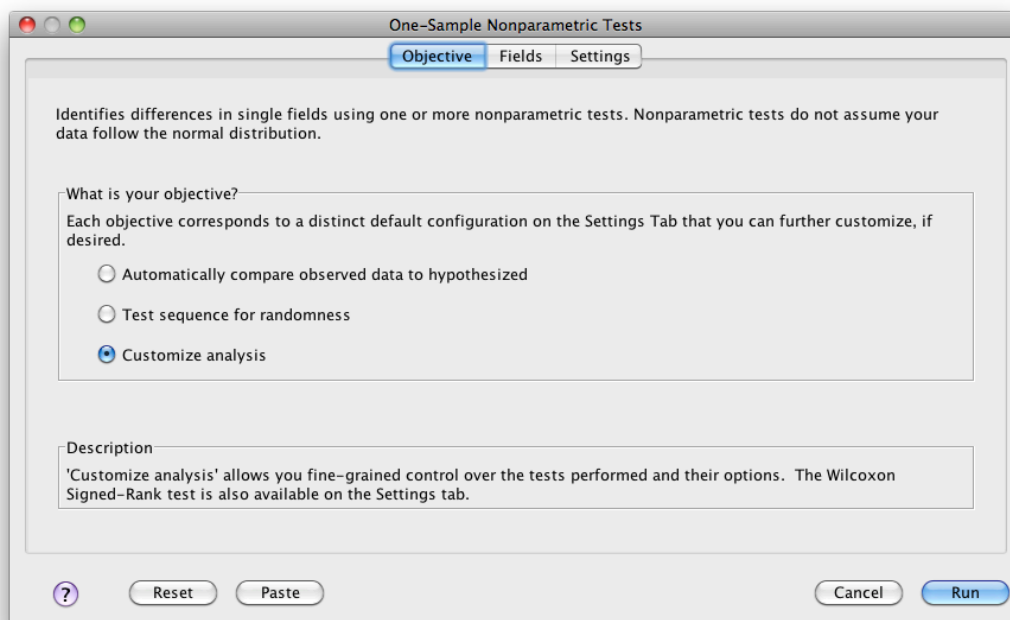 One-Sample Nonparametric Tests
Objective Fields Settings
Identifies differences in single fields using one or more nonparametric tests. Nonparametric tests do not assume your
data follow the normal distribution.
What is your objective?
Each objective corresponds to a distinct default configuration on the Settings Tab that you can further customize, if
desired.
Automatically compare observed data to hypothesized
Test sequence for randomness
Customize analysis
Description
'Customize analysis' allows you fine-grained control over the tests performed and their options. The Wilcoxon
Signed-Rank test is also available on the Settings tab.
? Reset Paste Cancel Run